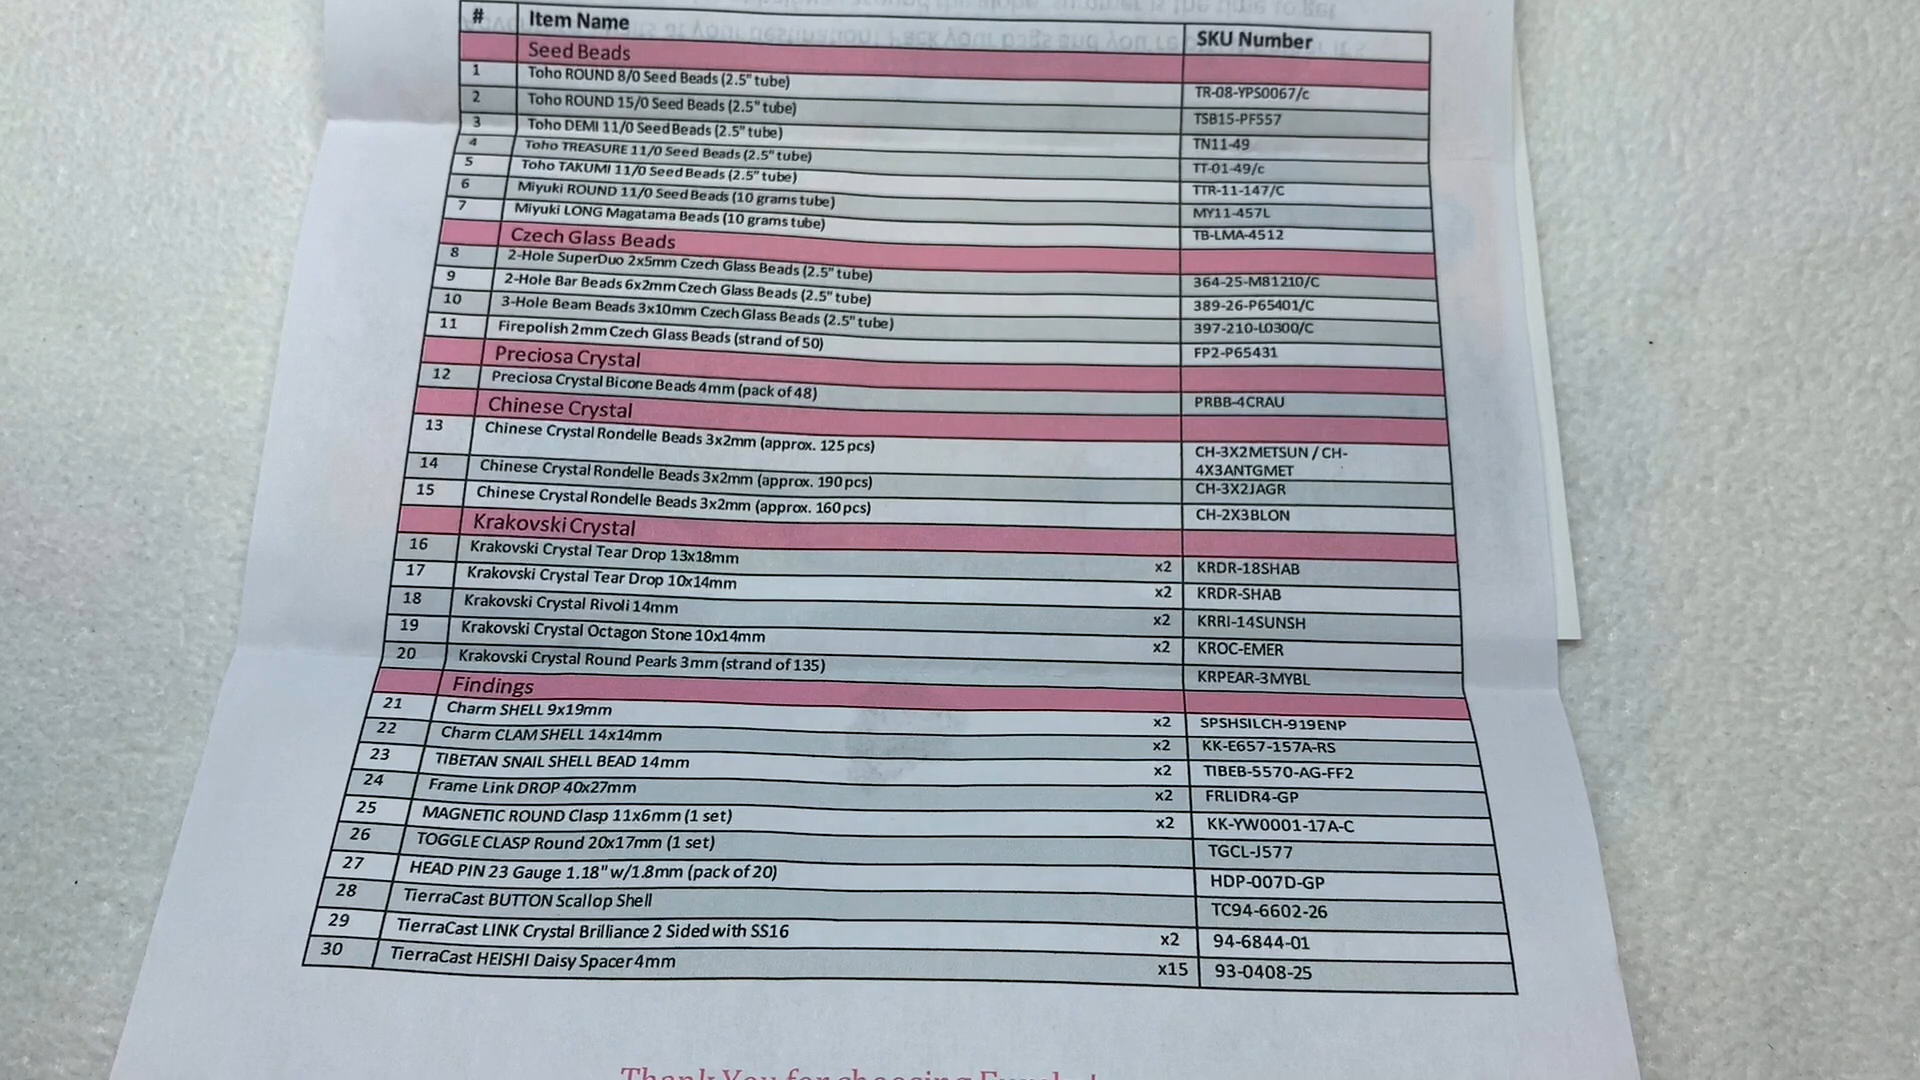 # Item Name SKU Number
Seed Beads
1 Toho ROUND 8/0 Seed Beads (2.5" tube) TR-08-YPS0067/c
2 Toho ROUND 15/0 Seed Beads (2.5" tube) TSB15-PF557
3 Toho DEMI 11/0 Seed Beads (2.5" tube) TN11-49
4 Toho TREASURE 11/0 Seed Beads (2.5" tube) TT-01-49/c
5 Toho TAKUMI 11/0 Seed Beads (2.5" tube) TTR-11-147/C
6 Miyuki ROUND 11/0 Seed Beads (10 grams tube) MY11-457L
7 Miyuki LONG Magatama Beads (10 grams tube) TB-LMA-4512
Czech Glass Beads
8 2-Hole SuperDuo 2x5mm Czech Glass Beads (2.5" tube) 364-25-M81210/C
9 2-Hole Bar Beads 6x2mm Czech Glass Beads (2.5" tube) 389-26-P65401/C
10 3-Hole Beam Beads 3x10mm Czech Glass Beads (2.5" tube) 397-210-L0300/C
11 Firepolish 2mm Czech Glass Beads (strand of 50) FP2-P65431
Preciosa Crystal
12 Preciosa Crystal Bicone Beads 4mm (pack of 48) PRBB-4CRAU
Chinese Crystal
13 Chinese Crystal Rondelle Beads 3x2mm (approx. 125 pcs) CH-3X2METSUN / CH-
4X3ANTGMET
14 Chinese Crystal Rondelle Beads 3x2mm (approx. 190 pcs) CH-3X2JAGR
15 Chinese Crystal Rondelle Beads 3x2mm (approx. 160 pcs) CH-2X3BLON
Krakovski Crystal
16 Krakovski Crystal Tear Drop 13x18mm x2 KRDR-18SHAB
17 Krakovski Crystal Tear Drop 10x14mm x2 KRDR-SHAB
18 Krakovski Crystal Rivoli 14mm x2 KRRI-14SUNSH
19 Krakovski Crystal Octagon Stone 10x14mm x2 KROC-EMER
20 Krakovski Crystal Round Pearls 3mm (strand of 135) KRPEAR-3MYBL
Findings
21 Charm SHELL 9x19mm x2 SPSHSILCH-919ENP
22 Charm CLAM SHELL 14x14mm x2 KK-E657-157A-RS
23 TIBETAN SNAIL SHELL BEAD 14mm x2 TIBEB-5570-AG-FF2
24 Frame Link DROP 40x27mm x2 FRLIDR4-GP
25 MAGNETIC ROUND Clasp 11x6mm (1 set) x2 KK-YW0001-17A-C
26 TOGGLE CLASP Round 20x17mm (1 set) TGCL-J577
27 HEAD PIN 23 Gauge 1.18" w/1.8mm (pack of 20) HDP-007D-GP
28 TierraCast BUTTON Scallop Shell TC94-6602-26
29 TierraCast LINK Crystal Brilliance 2 Sided with SS16 x2 94-6844-01
30 TierraCast HEISHI Daisy Spacer 4mm x15 93-0408-25
Thank You for choosing